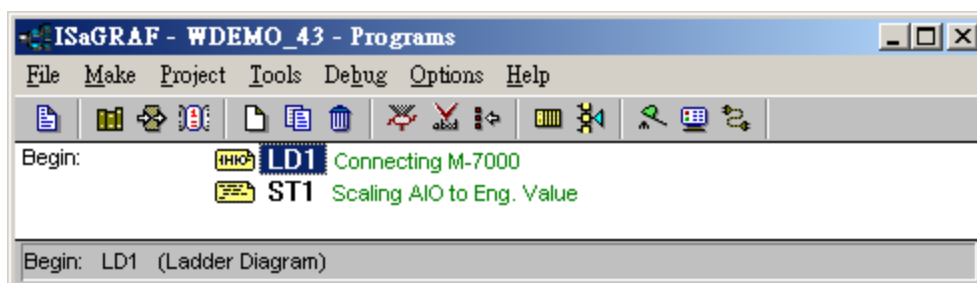 ISaGRAF - WDEMO_43 - Programs
File Make Project Tools Debug Options Help
Begin: LD1 Connecting M-7000
ST1 Scaling AIO to Eng. Value
Begin: LD1 (Ladder Diagram)